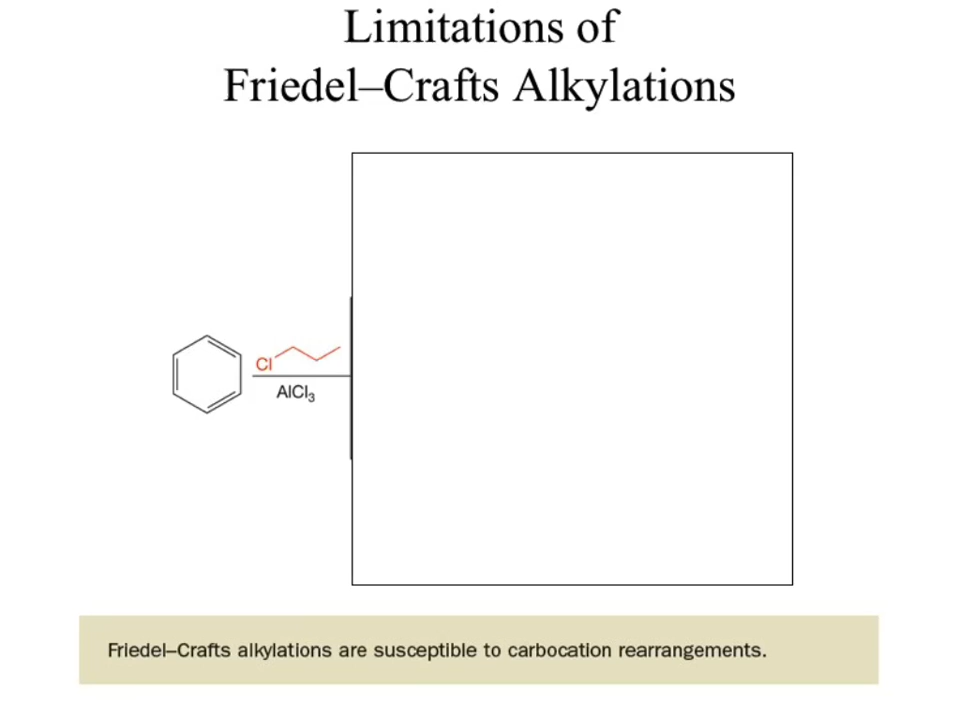 Limitations of
Friedel–Crafts Alkylations
Cl
AlCl₃
Friedel–Crafts alkylations are susceptible to carbocation rearrangements.